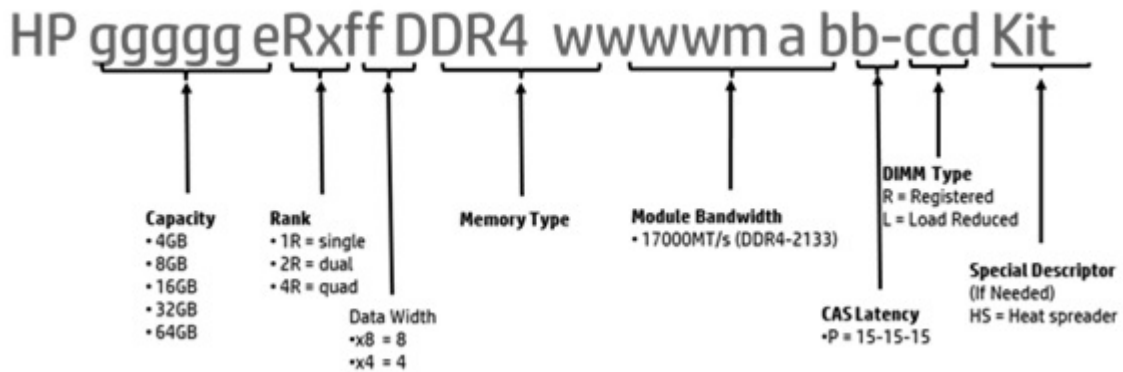 HP ggggg eRxff DDR4 wwwwm a bb-ccd Kit
Capacity
• 4GB
• 8GB
• 16GB
• 32GB
• 64GB
Rank
• 1R = single
• 2R = dual
• 4R = quad
Data Width
•x8 = 8
•x4 = 4
Memory Type
Module Bandwidth
• 17000MT/s (DDR4-2133)
CAS Latency
•P = 15-15-15
DIMM Type
R = Registered
L = Load Reduced
Special Descriptor
(If Needed)
HS = Heat spreader